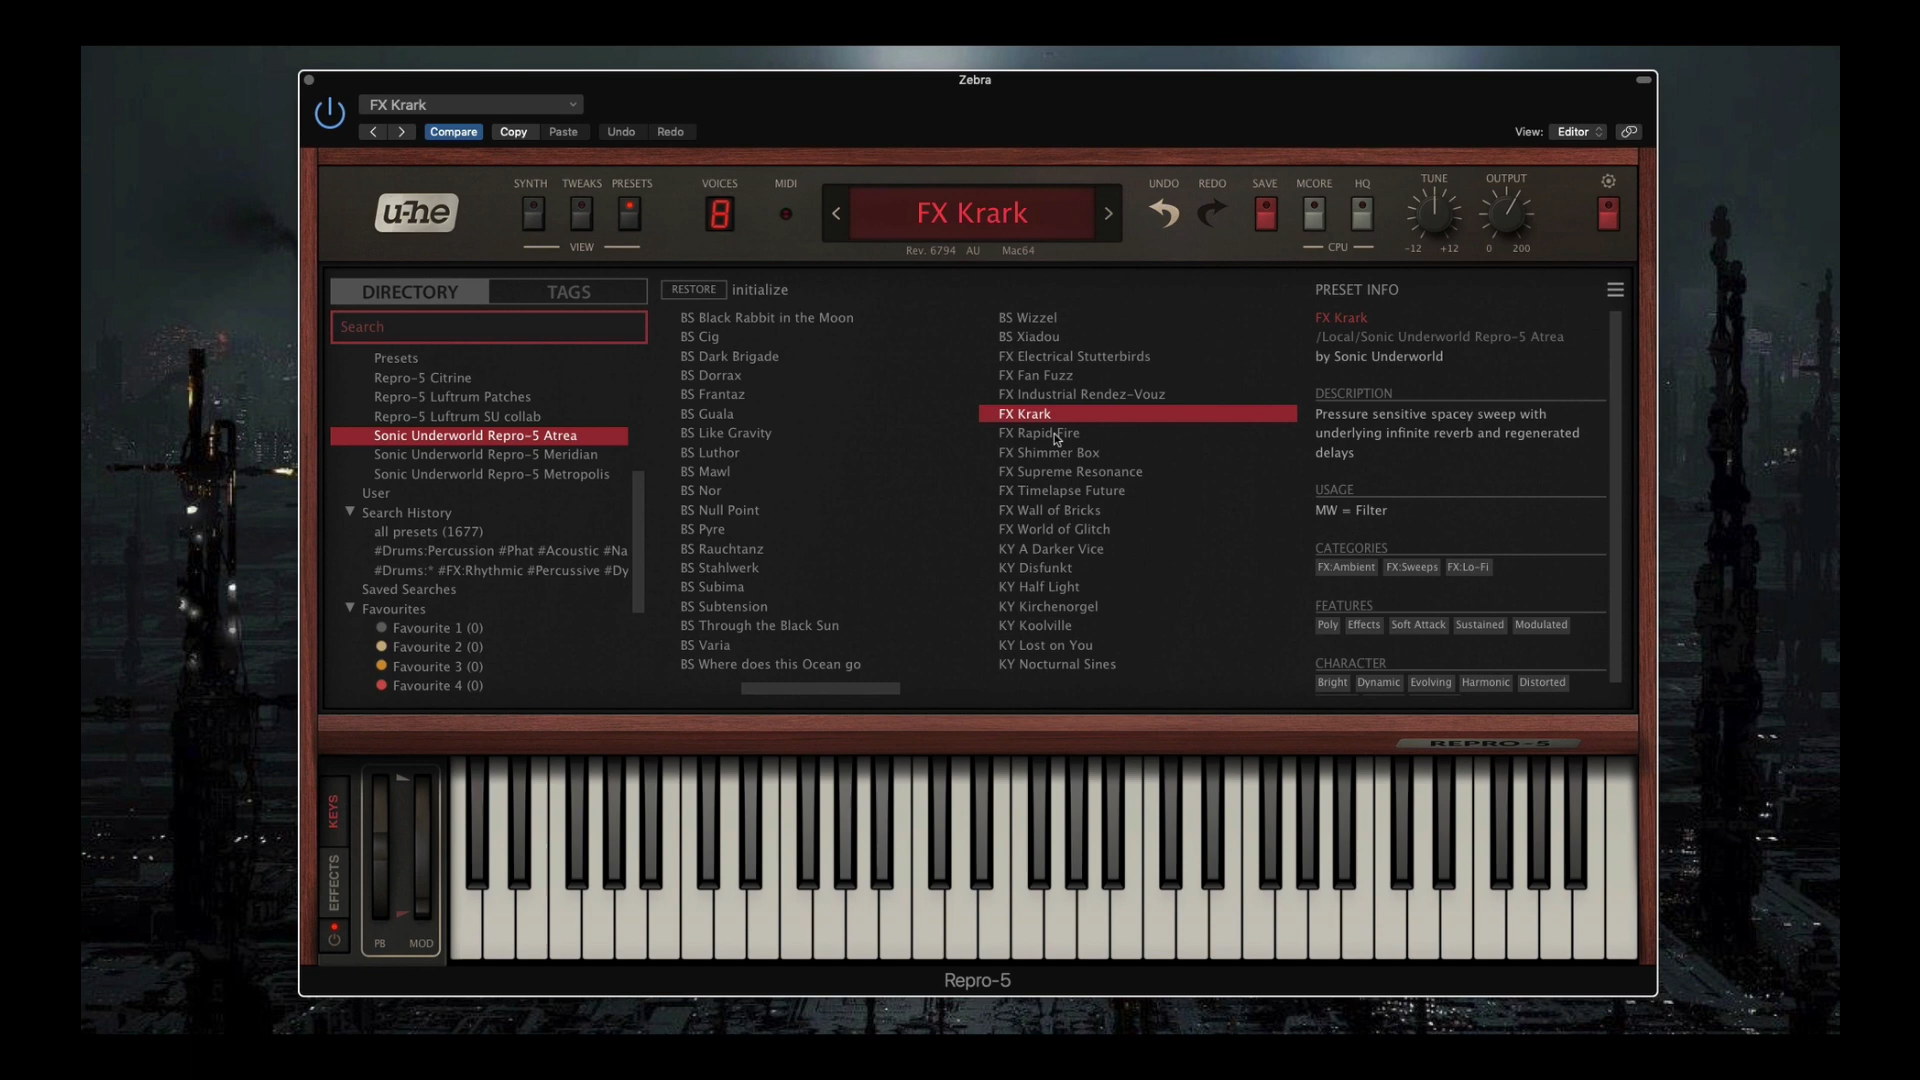 Zebra
FX Krark
Compare Copy Paste Undo Redo
View: Editor
u-he
SYNTH TWEAKS PRESETS
VIEW
VOICES
8
MIDI
FX Krark
Rev. 6794 AU Mac64
UNDO REDO SAVE MCORE HQ
CPU
TUNE
-12 +12
OUTPUT
0 200
DIRECTORY TAGS
Search
Presets
Repro-5 Citrine
Repro-5 Luftrum Patches
Repro-5 Luftrum SU collab
Sonic Underworld Repro-5 Atrea
Sonic Underworld Repro-5 Meridian
Sonic Underworld Repro-5 Metropolis
User
Search History
all presets (1677)
#Drums:Percussion #Phat #Acoustic #Na
#Drums:* #FX:Rhythmic #Percussive #Dy
Saved Searches
Favourites
Favourite 1 (0)
Favourite 2 (0)
Favourite 3 (0)
Favourite 4 (0)
RESTORE initialize
BS Black Rabbit in the Moon
BS Cig
BS Dark Brigade
BS Dorrax
BS Frantaz
BS Guala
BS Like Gravity
BS Luthor
BS Mawl
BS Nor
BS Null Point
BS Pyre
BS Rauchtanz
BS Stahlwerk
BS Subima
BS Subtension
BS Through the Black Sun
BS Varia
BS Where does this Ocean go
BS Wizzel
BS Xiadou
FX Electrical Stutterbirds
FX Fan Fuzz
FX Industrial Rendez-Vouz
FX Krark
FX Rapid Fire
FX Shimmer Box
FX Supreme Resonance
FX Timelapse Future
FX Wall of Bricks
FX World of Glitch
KY A Darker Vice
KY Disfunkt
KY Half Light
KY Kirchenorgel
KY Koolville
KY Lost on You
KY Nocturnal Sines
PRESET INFO
FX Krark
/Local/Sonic Underworld Repro-5 Atrea
by Sonic Underworld
DESCRIPTION
Pressure sensitive spacey sweep with
underlying infinite reverb and regenerated
delays
USAGE
MW = Filter
CATEGORIES
FX:Ambient FX:Sweeps FX:Lo-Fi
FEATURES
Poly Effects Soft Attack Sustained Modulated
CHARACTER
Bright Dynamic Evolving Harmonic Distorted
REPRO-5
KEYS
EFFECTS
PB MOD
Repro-5